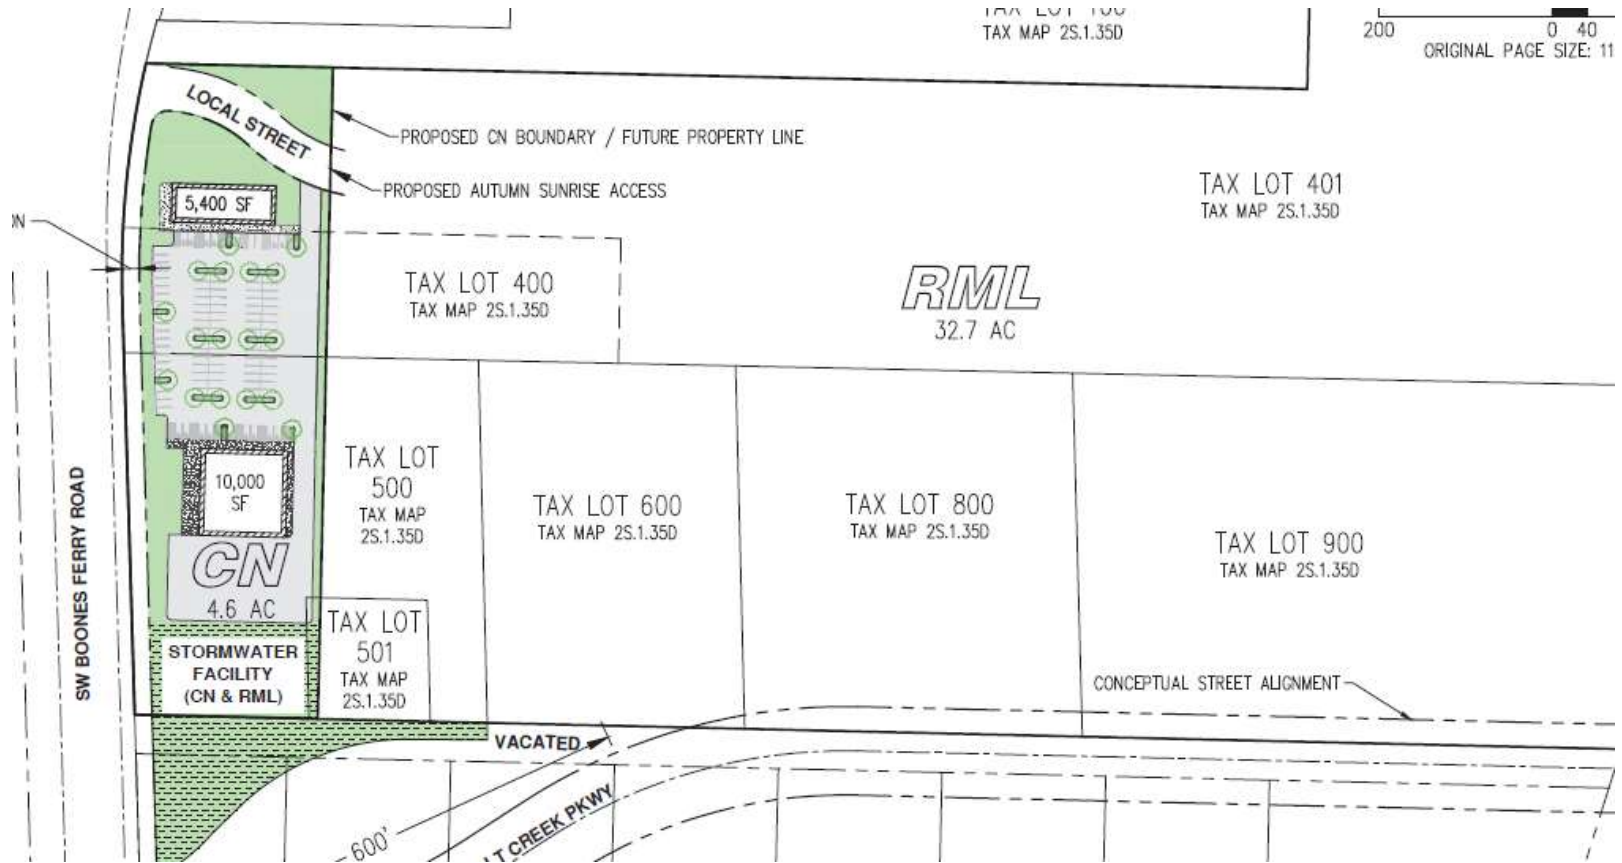 TAX MAP 2S.1.35D
200 0 40
ORIGINAL PAGE SIZE: 11
LOCAL STREET
PROPOSED CN BOUNDARY / FUTURE PROPERTY LINE
PROPOSED AUTUMN SUNRISE ACCESS
TAX LOT 401
TAX MAP 2S.1.35D
5,400 SF
TAX LOT 400
TAX MAP 2S.1.35D
RML
32.7 AC
SW BOONES FERRY ROAD
10,000
SF
CN
4.6 AC
TAX LOT
500
TAX MAP
2S.1.35D
TAX LOT 600
TAX MAP 2S.1.35D
TAX LOT 800
TAX MAP 2S.1.35D
TAX LOT 900
TAX MAP 2S.1.35D
TAX LOT
501
TAX MAP
2S.1.35D
STORMWATER
FACILITY
(CN & RML)
CONCEPTUAL STREET ALIGNMENT
VACATED
600'
CREEK PKWY